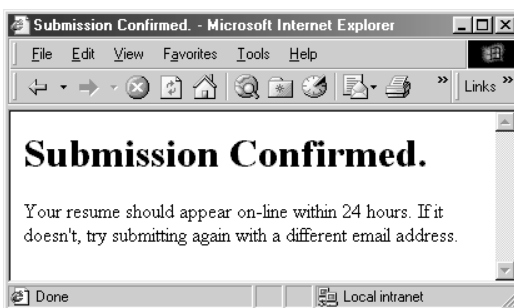 Submission Confirmed. - Microsoft Internet Explorer
File Edit View Favorites Tools Help
Links
Submission Confirmed.
Your resume should appear on-line within 24 hours. If it
doesn't, try submitting again with a different email address.
Done Local intranet